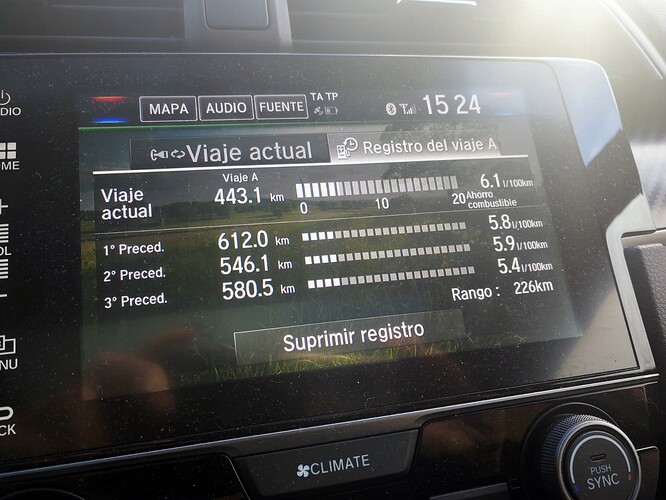 MAPA AUDIO FUENTE TA TP 15 24
Viaje actual Registro del viaje A
Viaje actual
Viaje A
443.1 km
0 10 20
6.1 l/100km
Ahorro combustible
1° Preced. 612.0 km 5.8 l/100km
2° Preced. 546.1 km 5.9 l/100km
3° Preced. 580.5 km 5.4 l/100km
Rango : 226km
Suprimir registro
CLIMATE
PUSH
SYNC